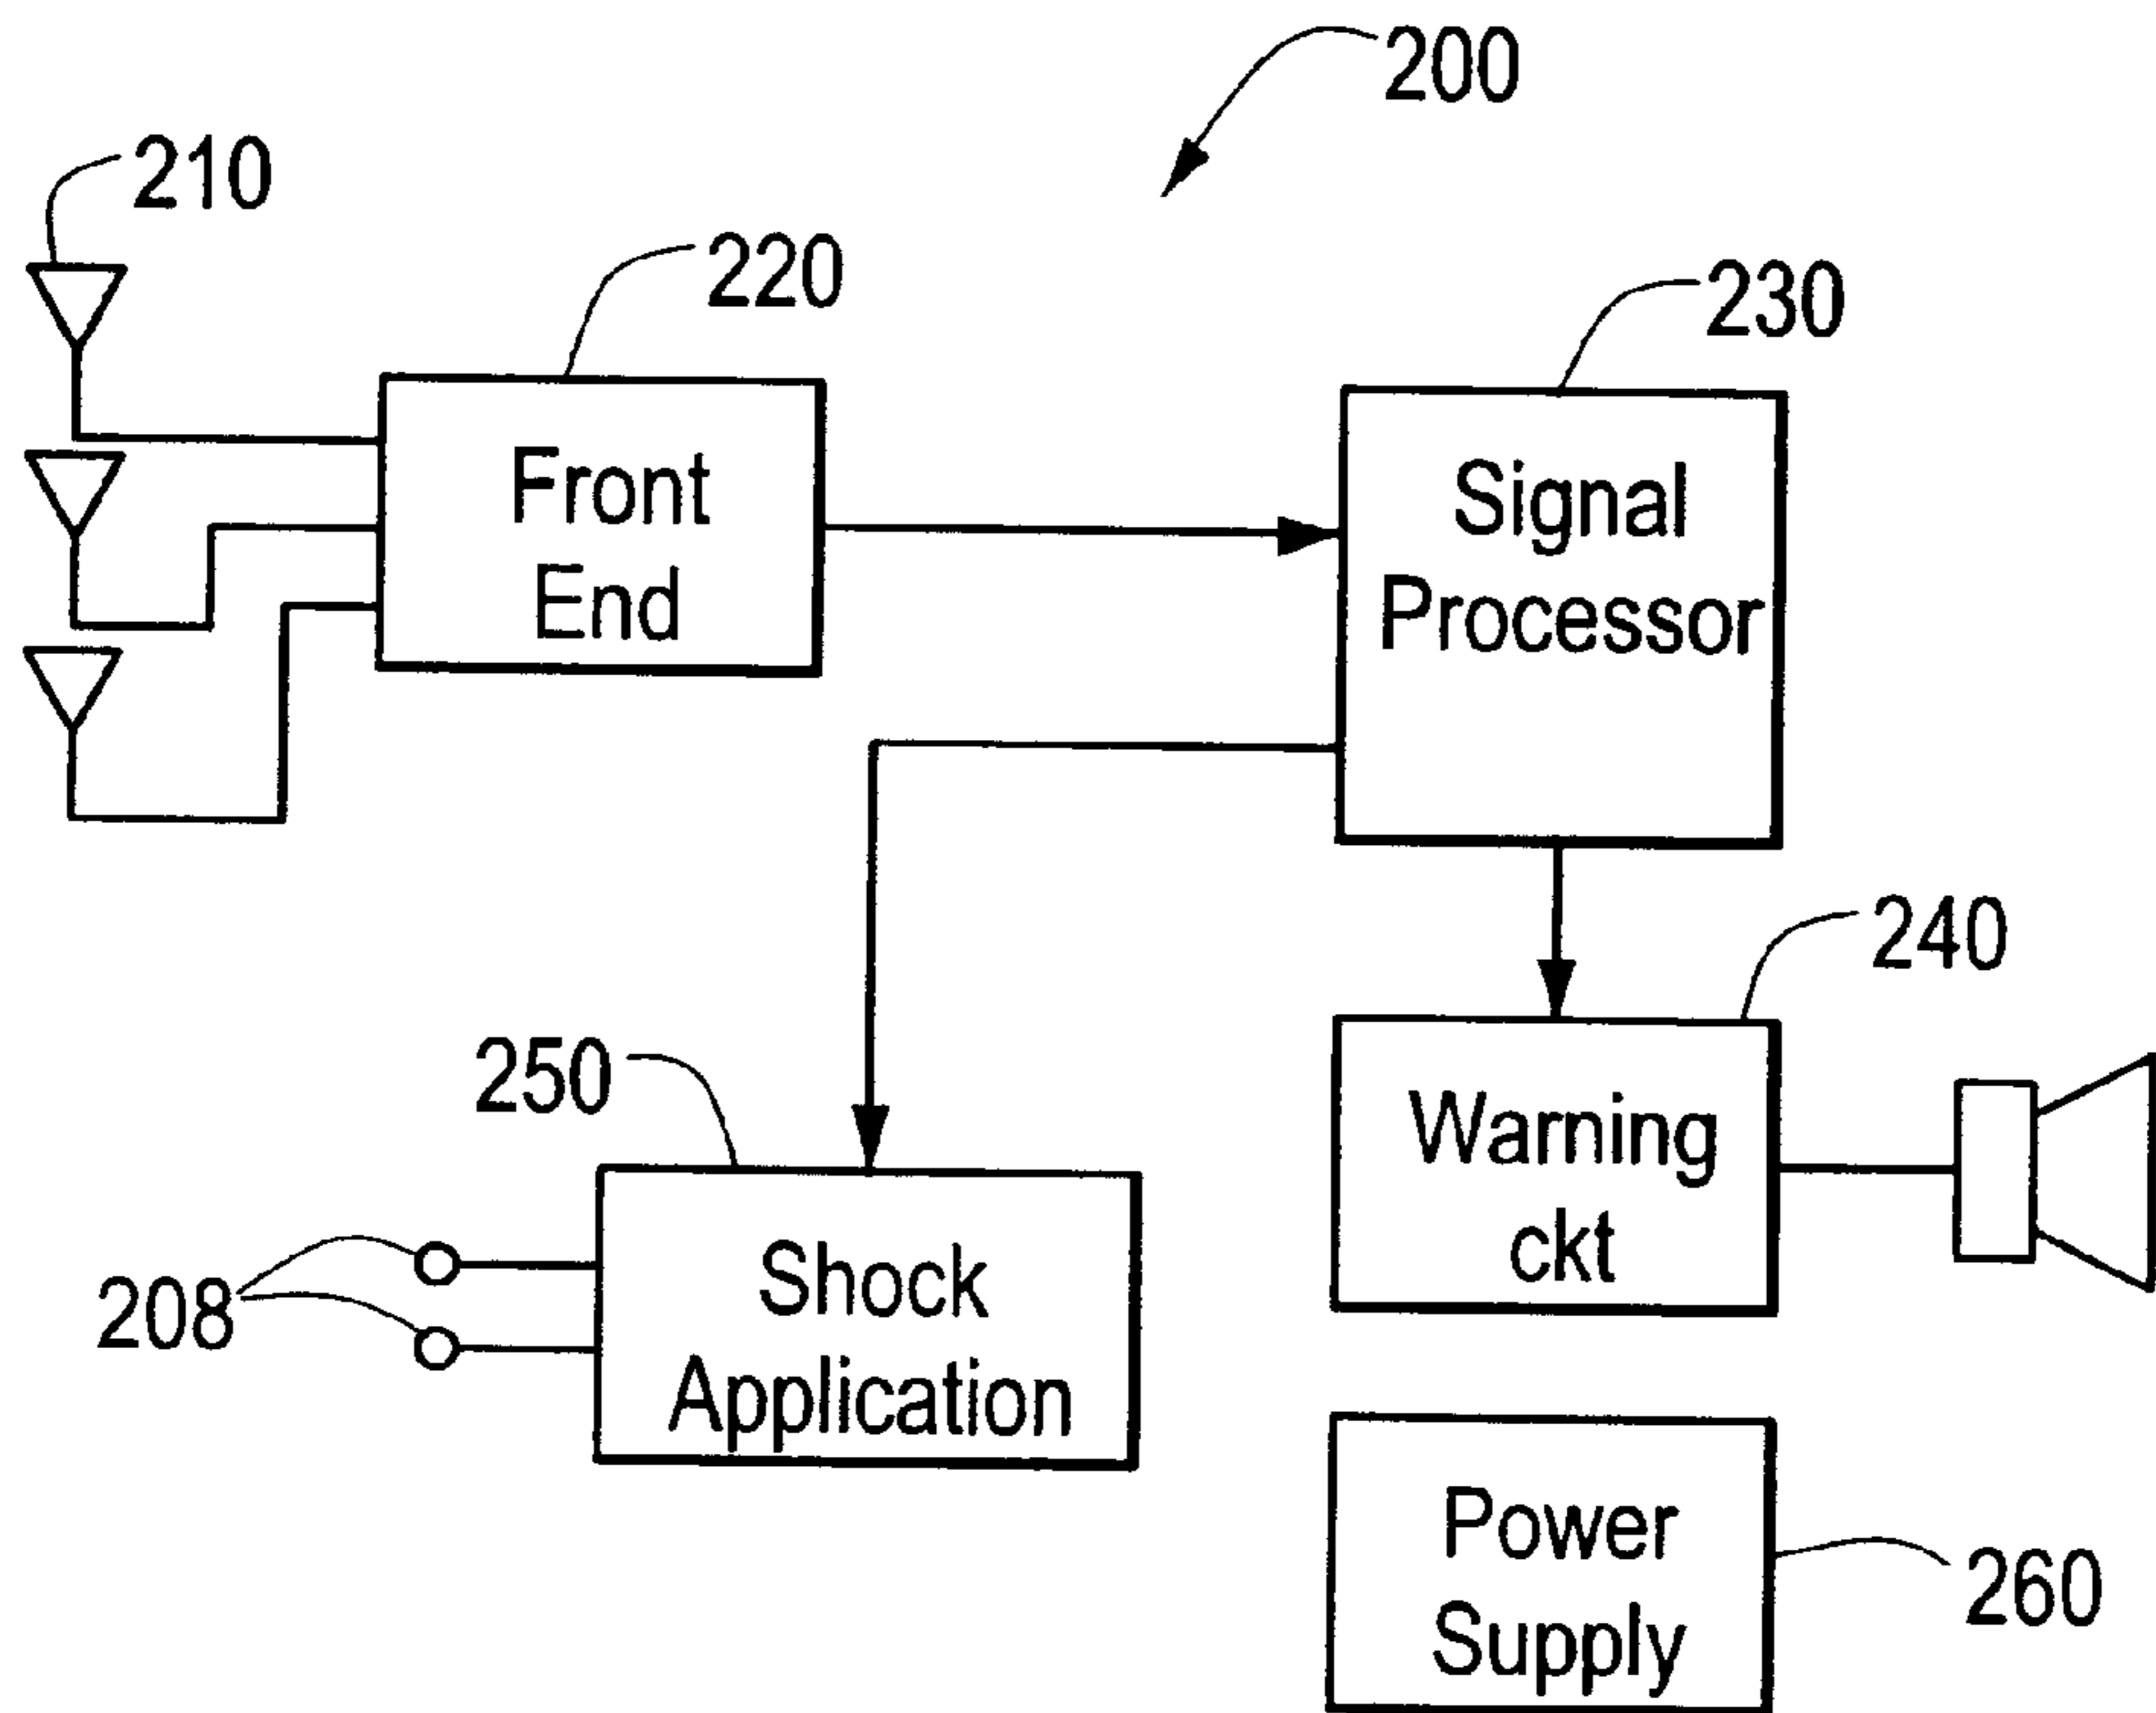 200
210
220
230
Front
End
Signal
Processor
240
250
Warning
ckt
208
Shock
Application
Power
Supply
260